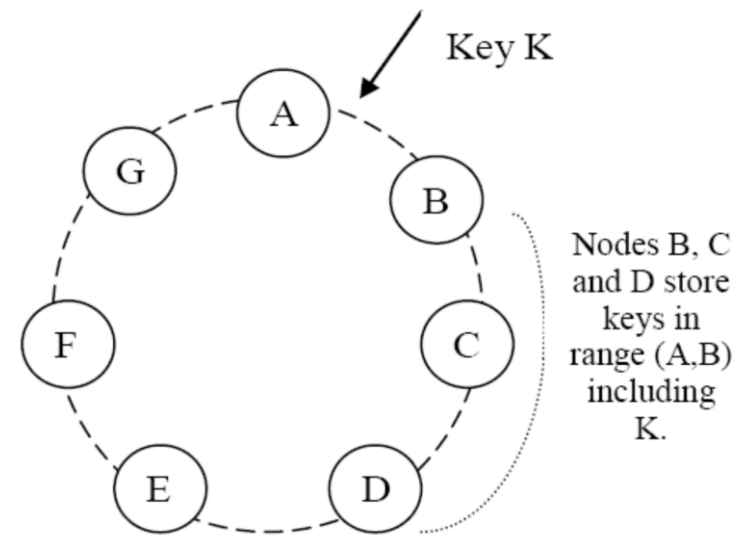 Key K
A
G
B
Nodes B, C
and D store
keys in
range (A,B)
including
K.
F
C
E
D